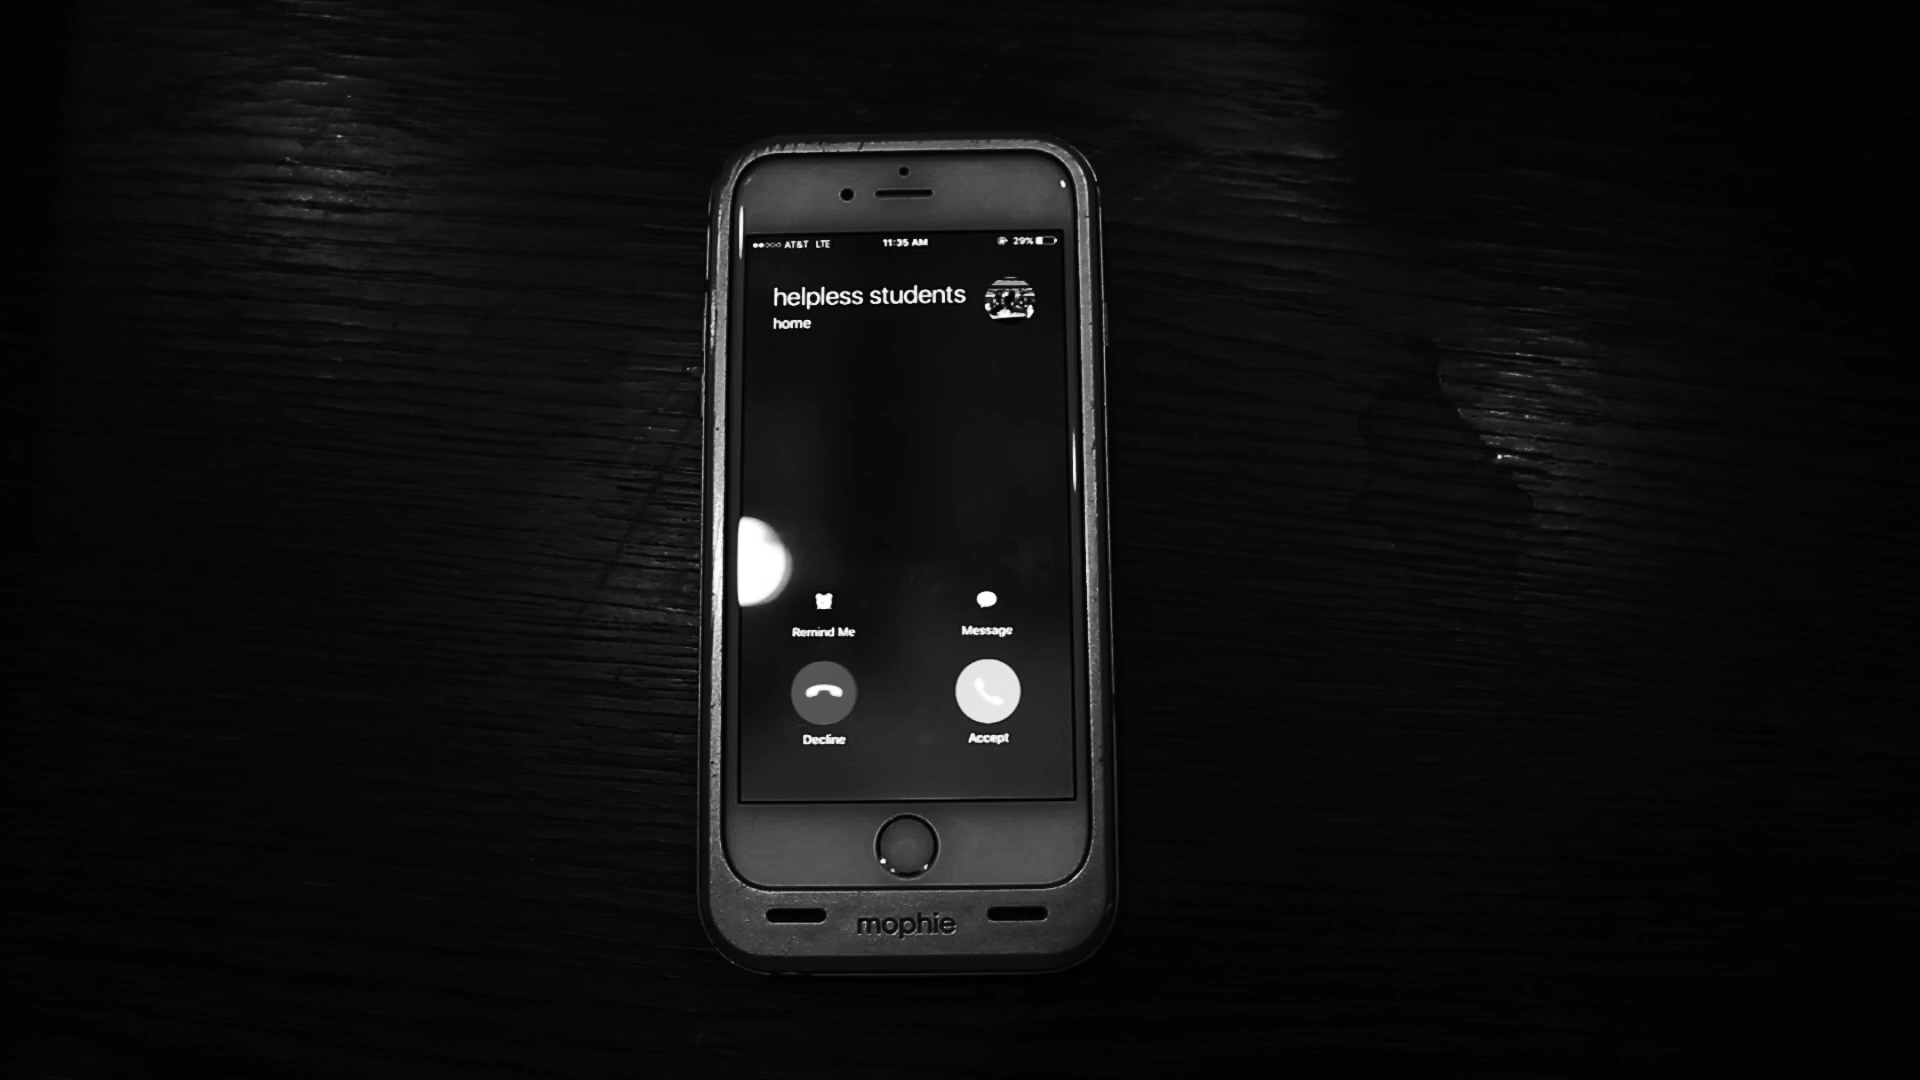 AT&T LTE 11:35 AM 29%
helpless students
home
Remind Me Message
Decline Accept
mophie